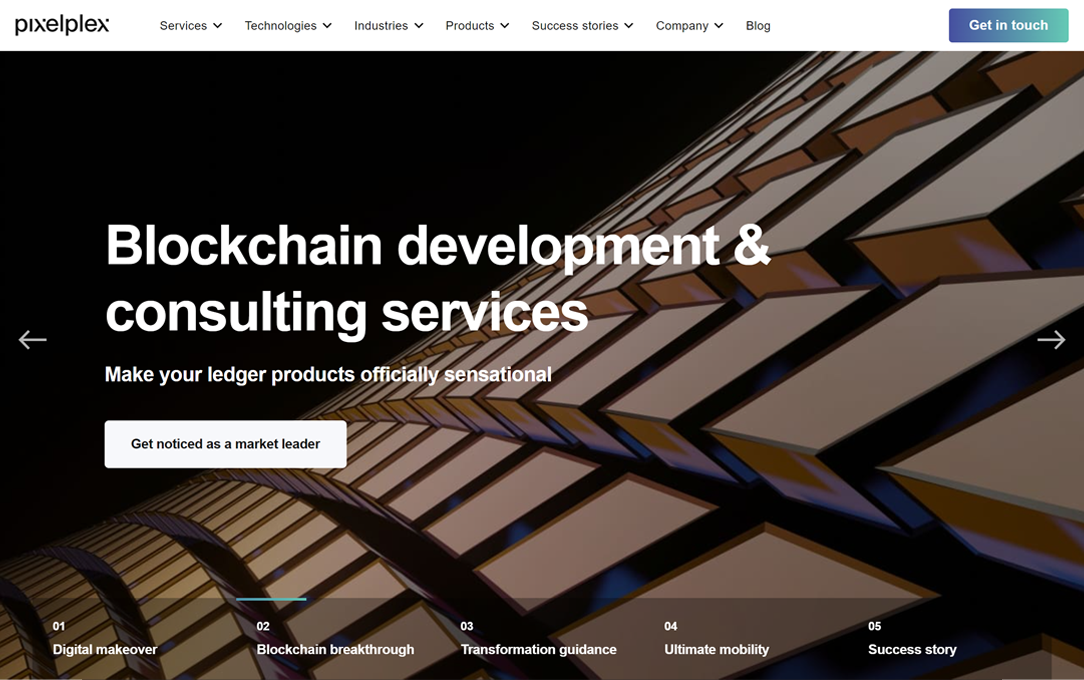 pixelplex
Services
Technologies
Industries
Products
Success stories
Company
Blog
Get in touch
Blockchain development &
consulting services
Make your ledger products officially sensational
Get noticed as a market leader
01
Digital makeover
02
Blockchain breakthrough
03
Transformation guidance
04
Ultimate mobility
05
Success story